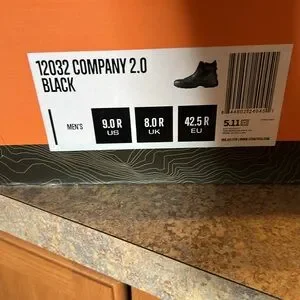 12032 COMPANY 2.0
BLACK
MEN'S
9.0 R
US
8.0 R
UK
42.5 R
EU
5.11